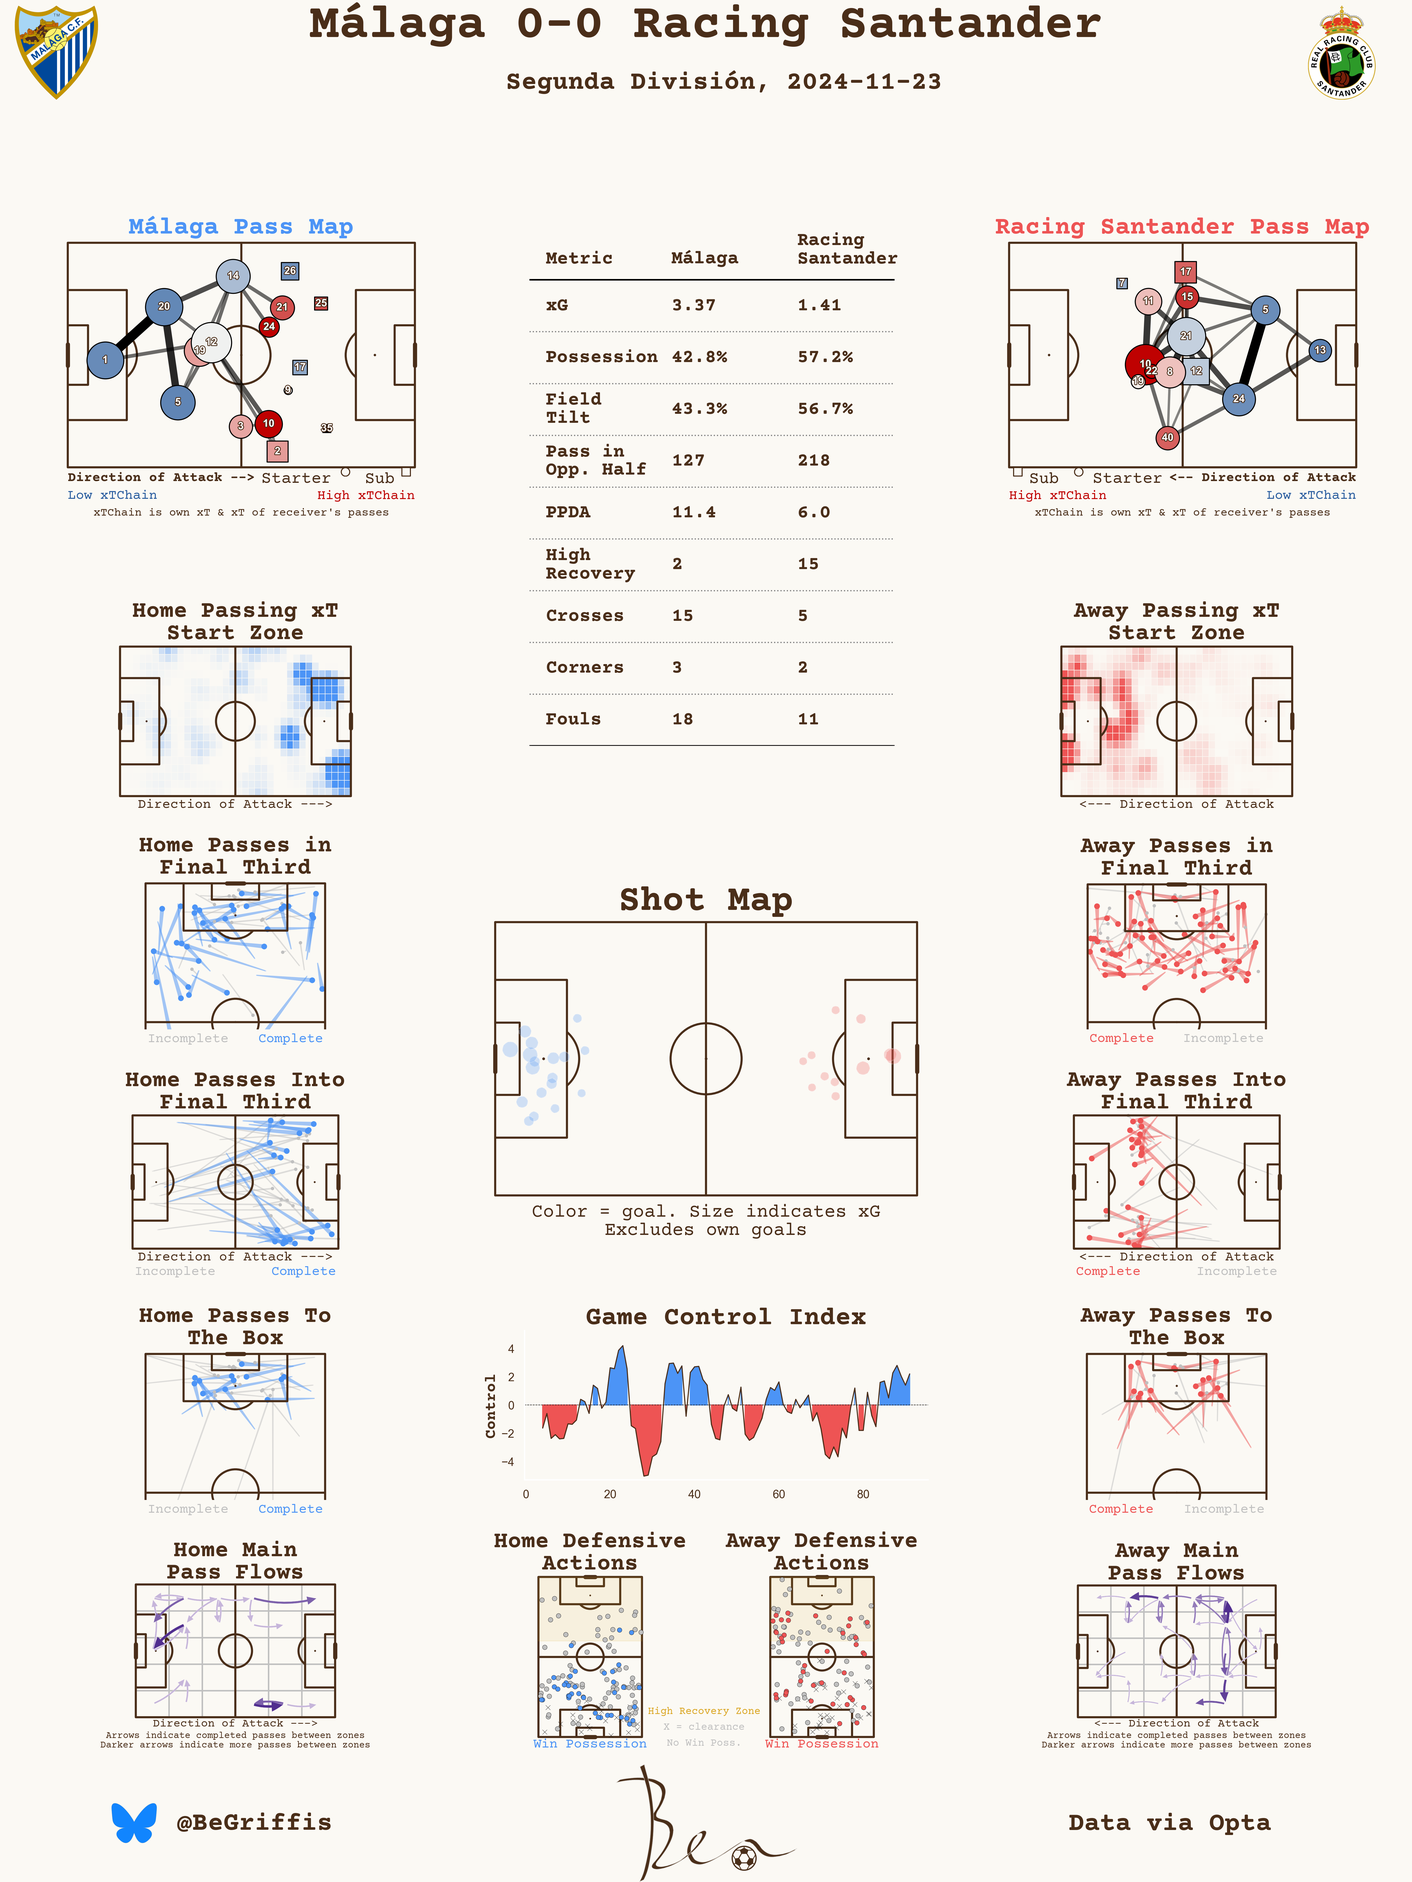 Málaga 0-0 Racing Santander
Segunda División, 2024-11-23
MALAGA C.F.
REAL RACING CLUB
SANTANDER
Málaga Pass Map
14
26
20
21
25
24
12
19
1
17
5
9
3
10
35
2
Direction of Attack --> Starter Sub
Low xTChain High xTChain
xTChain is own xT & xT of receiver's passes
Metric Málaga Racing Santander
xG 3.37 1.41
Possession 42.8% 57.2%
Field Tilt 43.3% 56.7%
Pass in Opp. Half 127 218
PPDA 11.4 6.0
High Recovery 2 15
Crosses 15 5
Corners 3 2
Fouls 18 11
Racing Santander Pass Map
17
7
15
11
5
21
13
10
22
8
12
19
24
40
Sub Starter <-- Direction of Attack
High xTChain Low xTChain
xTChain is own xT & xT of receiver's passes
Home Passing xT
Start Zone
Direction of Attack --->
Away Passing xT
Start Zone
<--- Direction of Attack
Home Passes in
Final Third
Incomplete Complete
Away Passes in
Final Third
Complete Incomplete
Shot Map
Color = goal. Size indicates xG
Excludes own goals
Home Passes Into
Final Third
Direction of Attack --->
Incomplete Complete
Away Passes Into
Final Third
<--- Direction of Attack
Complete Incomplete
Home Passes To
The Box
Incomplete Complete
Game Control Index
Control
4
2
0
−2
−4
0 20 40 60 80
Away Passes To
The Box
Complete Incomplete
Home Main
Pass Flows
Direction of Attack --->
Arrows indicate completed passes between zones
Darker arrows indicate more passes between zones
Home Defensive
Actions
Win Possession
High Recovery Zone
X = clearance
No Win Poss.
Away Defensive
Actions
Win Possession
Away Main
Pass Flows
<--- Direction of Attack
Arrows indicate completed passes between zones
Darker arrows indicate more passes between zones
@BeGriffis
Data via Opta